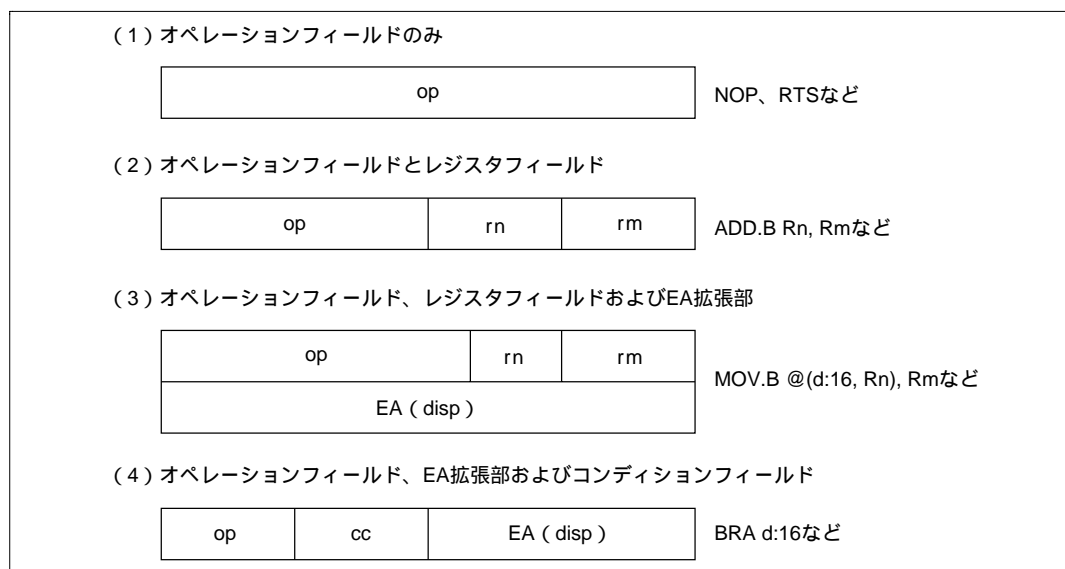 (1)オペレーションフィールドのみ
op
NOP、RTSなど
(2)オペレーションフィールドとレジスタフィールド
op rn rm
ADD.B Rn, Rmなど
(3)オペレーションフィールド、レジスタフィールドおよびEA拡張部
op rn rm
EA(disp)
MOV.B @(d:16, Rn), Rmなど
(4)オペレーションフィールド、EA拡張部およびコンディションフィールド
op cc EA(disp)
BRA d:16など